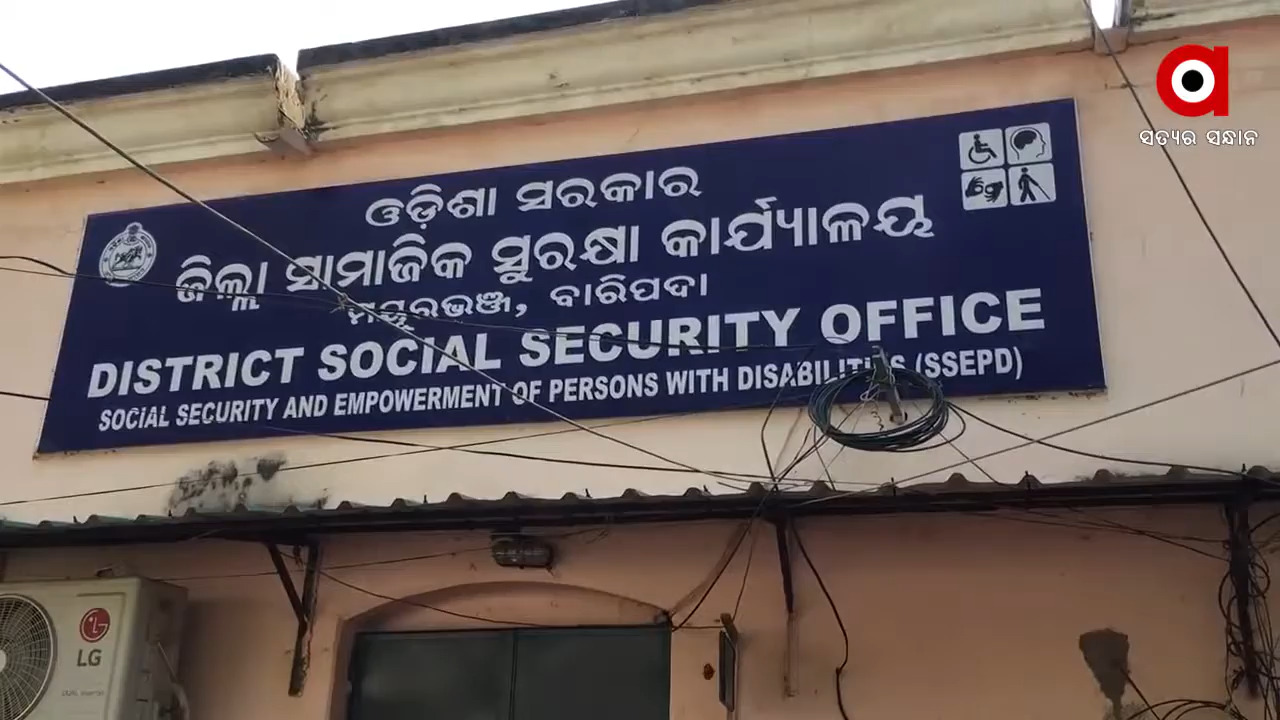 ଓଡ଼ିଶା ସରକାର
ଜିଲ୍ଲା ସାମାଜିକ ସୁରକ୍ଷା କାର୍ଯ୍ୟାଳୟ
ମୟୂରଭଞ୍ଜ, ବାରିପଦା
DISTRICT SOCIAL SECURITY OFFICE
SOCIAL SECURITY AND EMPOWERMENT OF PERSONS WITH DISABILITIES (SSEPD)
ସତ୍ୟର ସନ୍ଧାନ
LG